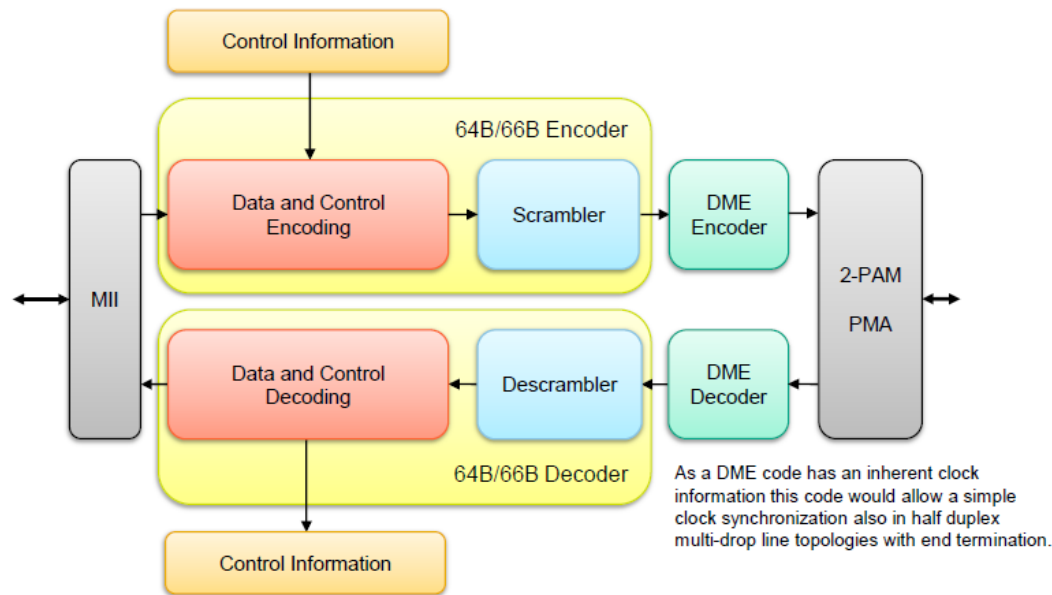 Control Information
64B/66B Encoder
Data and Control
Encoding
Scrambler
DME
Encoder
MII
2-PAM
PMA
Data and Control
Decoding
Descrambler
DME
Decoder
64B/66B Decoder
As a DME code has an inherent clock
information this code would allow a simple
clock synchronization also in half duplex
multi-drop line topologies with end termination.
Control Information